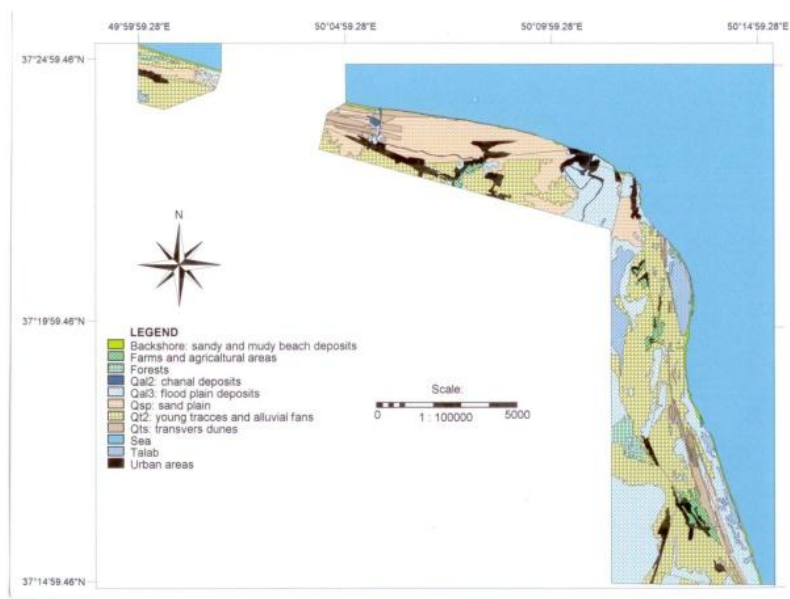 49°59'59.28"E 50°04'59.28"E 50°09'59.28"E 50°14'59.28"E
37°24'59.46"N
N
37°19'59.46"N
LEGEND
Backshore: sandy and mudy beach deposits
Farms and agricaltural areas
Forests
Qal2: chanal deposits
Qal3: flood plain deposits
Qsp: sand plain
Qt2: young tracces and alluvial fans
Qts: transvers dunes
Sea
Talab
Urban areas
Scale:
0 1 : 100000 5000
37°14'59.46"N